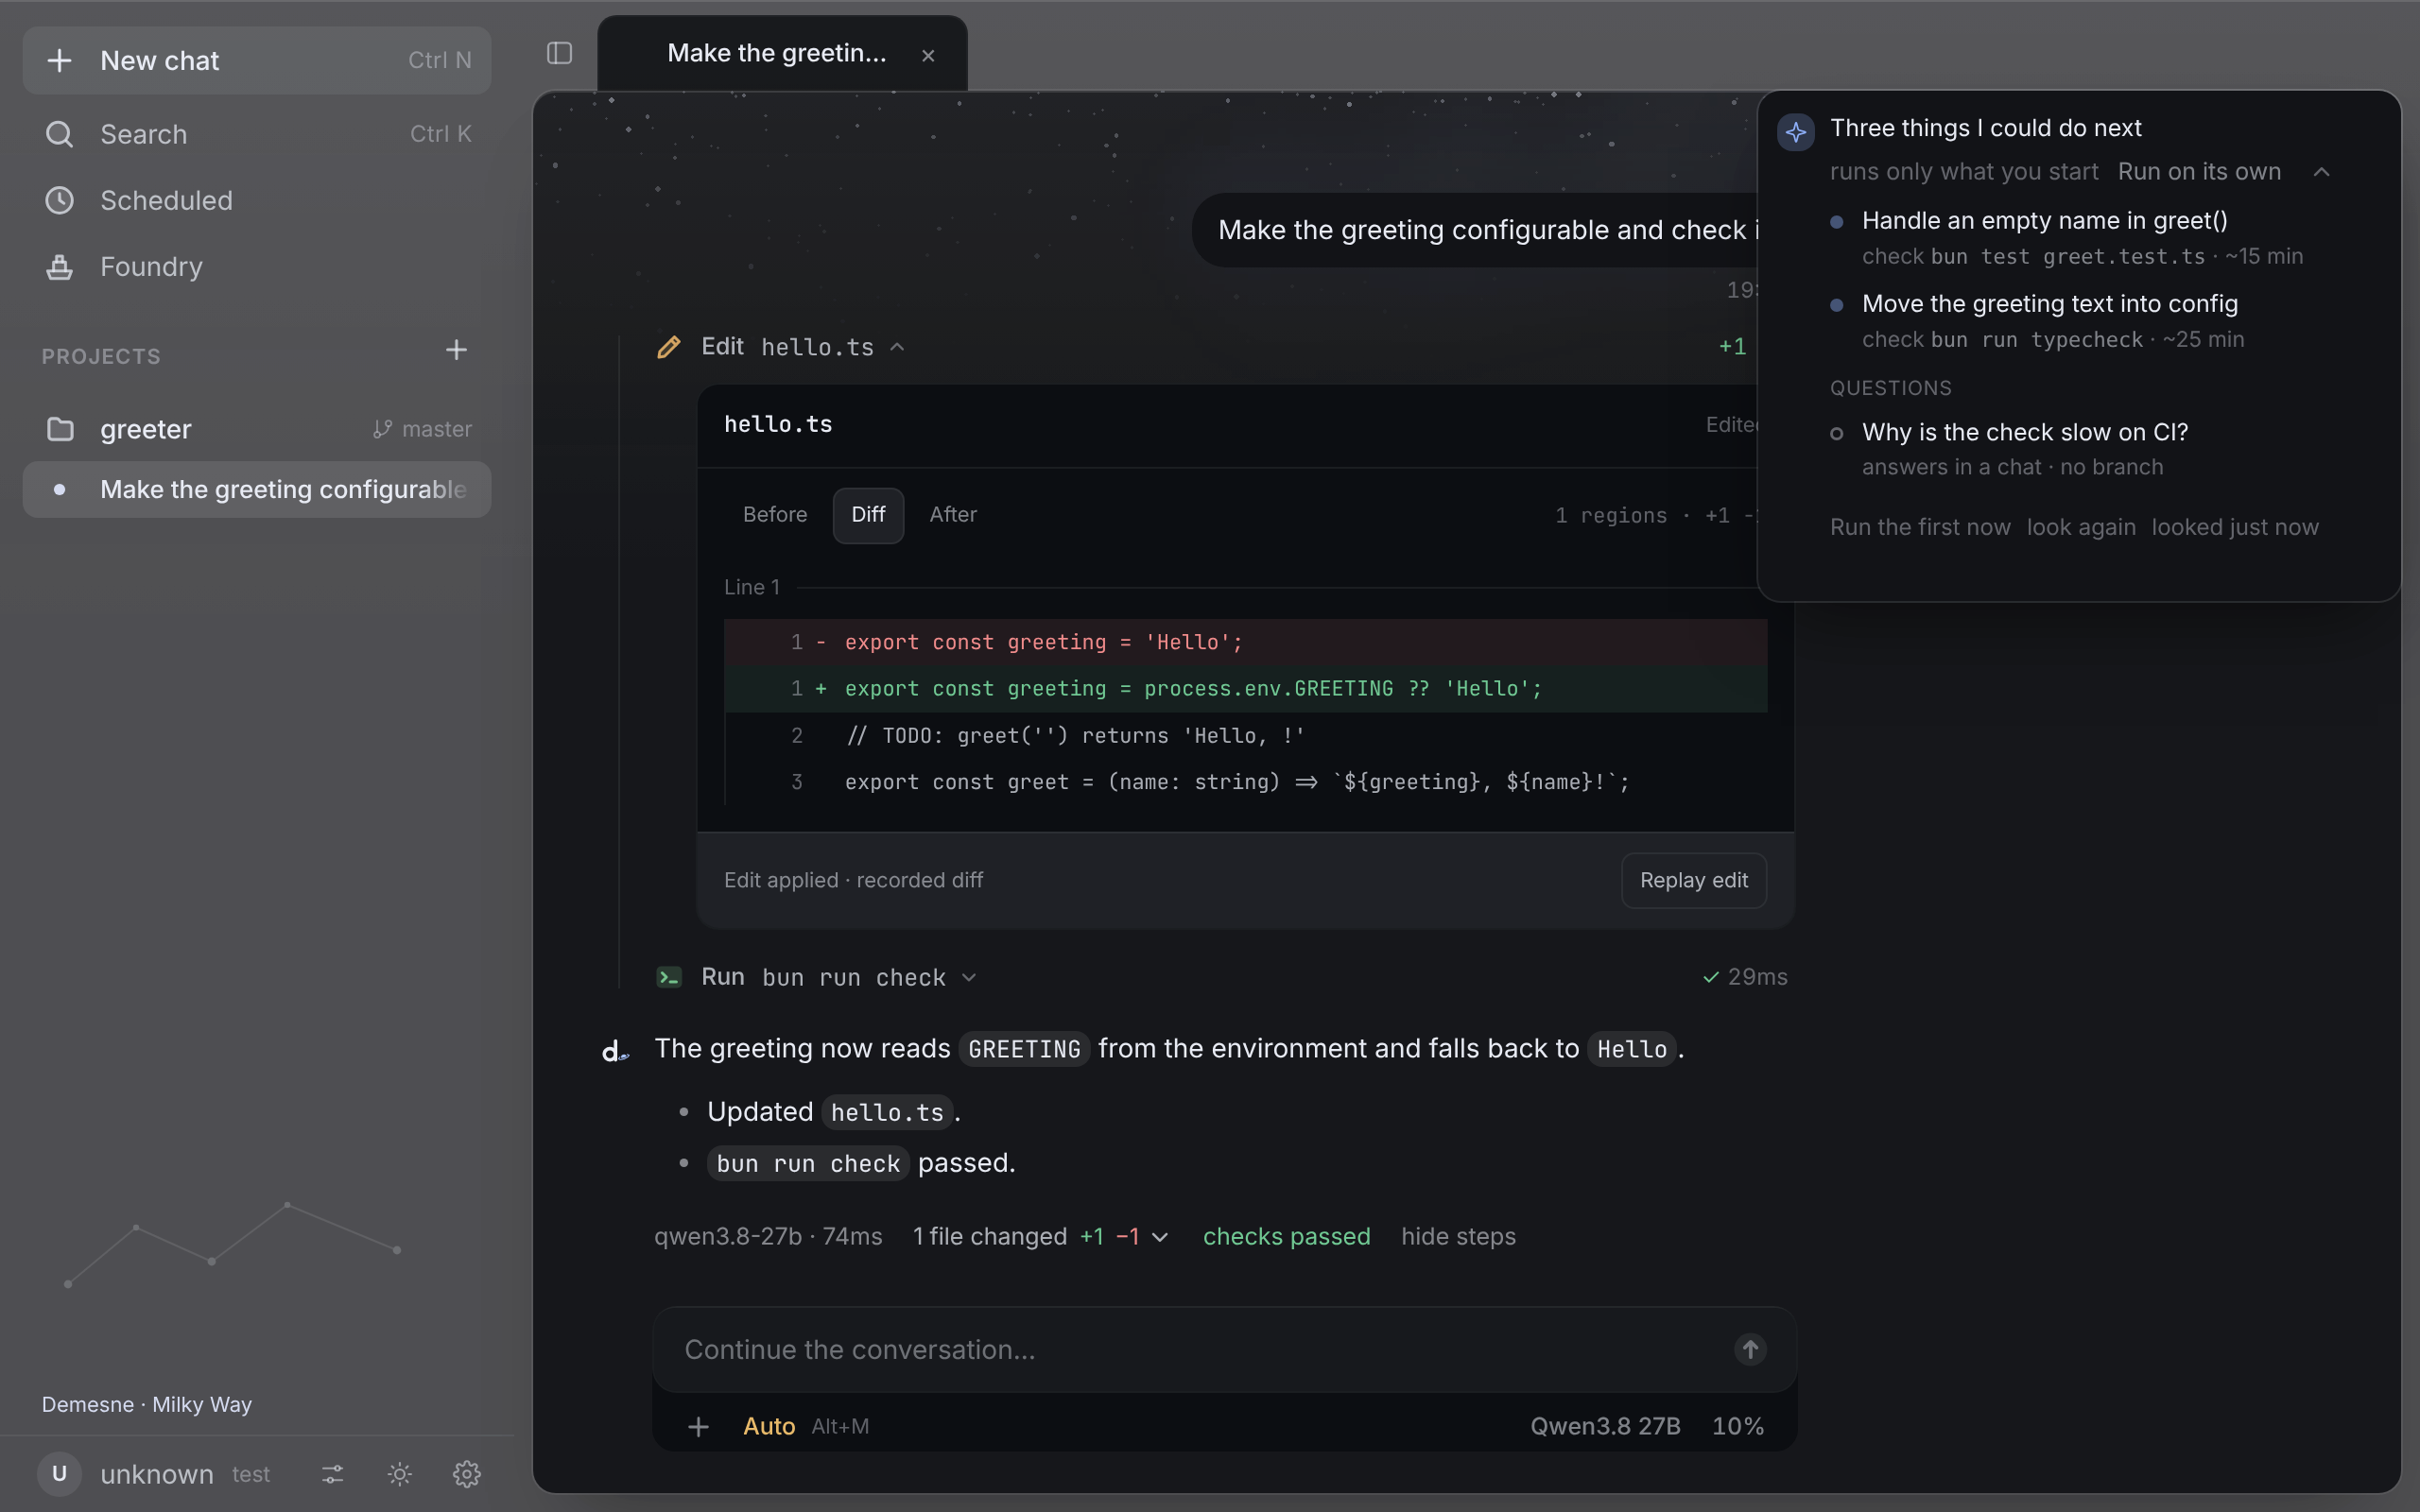 New chat Ctrl N
Search Ctrl K
Scheduled
Foundry
PROJECTS
greeter master
Make the greeting configurable
Demesne · Milky Way
U unknown test
Make the greetin... ×
Make the greeting configurable and check
19:
Edit hello.ts +1
hello.ts Edited
Before Diff After 1 regions · +1 -1
Line 1
1 - export const greeting = 'Hello';
1 + export const greeting = process.env.GREETING ?? 'Hello';
2 // TODO: greet('') returns 'Hello, !'
3 export const greet = (name: string) => `${greeting}, ${name}!`;
Edit applied · recorded diff Replay edit
Run bun run check 29ms
d The greeting now reads GREETING from the environment and falls back to Hello.
• Updated hello.ts.
• bun run check passed.
qwen3.8-27b · 74ms 1 file changed +1 −1 checks passed hide steps
Continue the conversation...
Auto Alt+M Qwen3.8 27B 10%
Three things I could do next
runs only what you start Run on its own
Handle an empty name in greet()
check bun test greet.test.ts · ~15 min
Move the greeting text into config
check bun run typecheck · ~25 min
QUESTIONS
Why is the check slow on CI?
answers in a chat · no branch
Run the first now look again looked just now